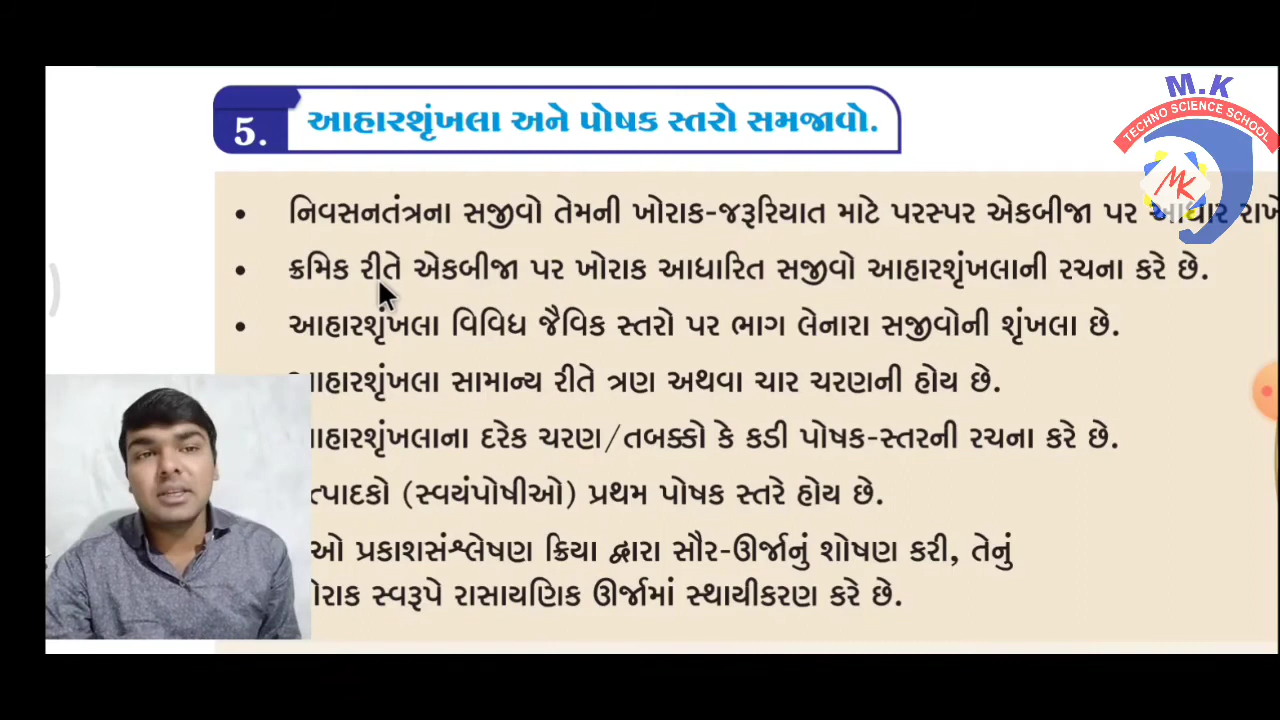 M.K
TECHNO SCIENCE SCHOOL
MK
5. આહારશૃંખલા અને પોષક સ્તરો સમજાવો.
• નિવસનતંત્રના સજીવો તેમની ખોરાક-જરૂરિયાત માટે પરસ્પર એકબીજા પર આધાર રાખે
• ક્રમિક રીતે એકબીજા પર ખોરાક આધારિત સજીવો આહારશૃંખલાની રચના કરે છે.
• આહારશૃંખલા વિવિધ જૈવિક સ્તરો પર ભાગ લેનારા સજીવોની શૃંખલા છે.
આહારશૃંખલા સામાન્ય રીતે ત્રણ અથવા ચાર ચરણની હોય છે.
આહારશૃંખલાના દરેક ચરણ/તબક્કો કે કડી પોષક-સ્તરની રચના કરે છે.
ત્પાદકો (સ્વયંપોષીઓ) પ્રથમ પોષક સ્તરે હોય છે.
ઓ પ્રકાશસંશ્લેષણ ક્રિયા દ્વારા સૌર-ઊર્જાનું શોષણ કરી, તેનું
ોરાક સ્વરૂપે રાસાયણિક ઊર્જામાં સ્થાયીકરણ કરે છે.